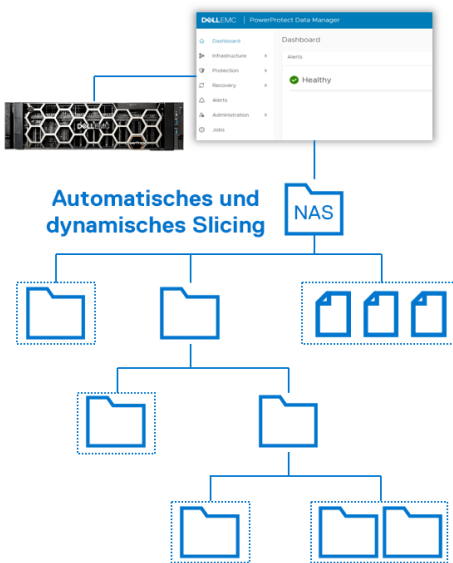 DELLEMC | PowerProtect Data Manager
Dashboard
Infrastructure
Protection
Recovery
Alerts
Administration
Jobs
Dashboard
Alerts
Healthy
Automatisches und
dynamisches Slicing
NAS